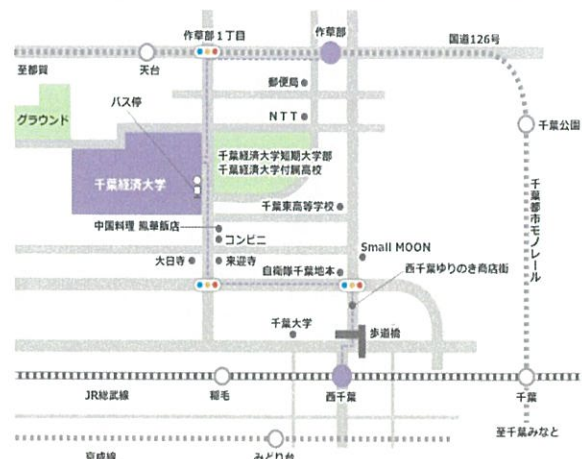 作草部1丁目
作草部
国道126号
至都賀
天台
郵便局
バス停
グラウンド
NTT
千葉公園
千葉経済大学短期大学部
千葉経済大学付属高校
千葉経済大学
千葉東高等学校
千葉都市モノレール
中国料理 鳳華飯店
コンビニ
Small MOON
大日寺
来迎寺
自衛隊千葉地本
西千葉ゆりのき商店街
千葉大学
歩道橋
JR総武線
稲毛
西千葉
千葉
至千葉みなと
京成線
みどり台